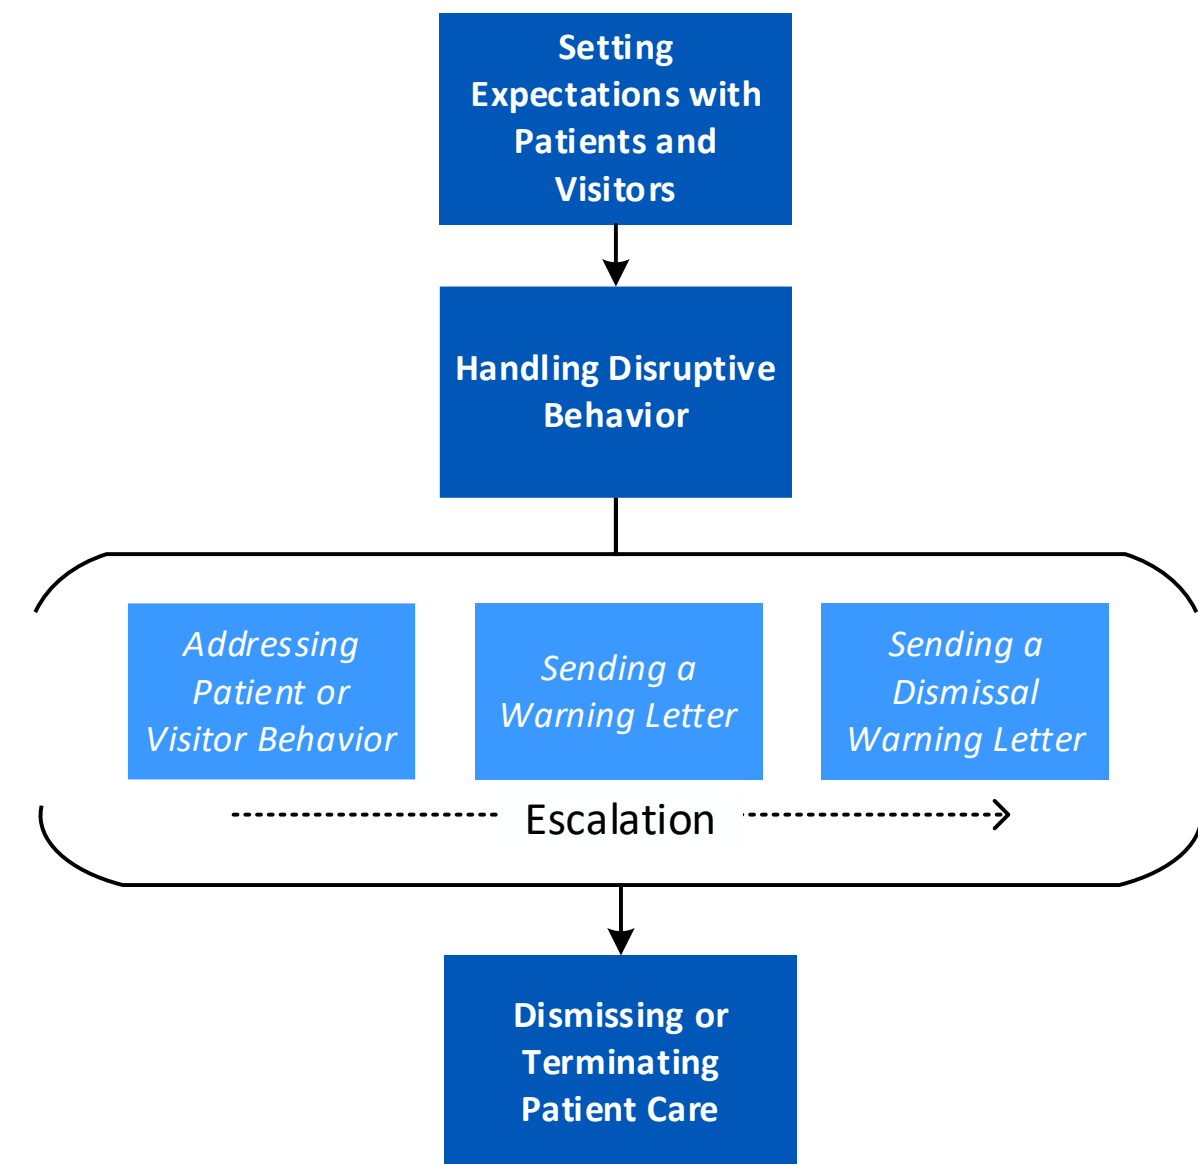 Setting
Expectations with
Patients and
Visitors
Handling Disruptive
Behavior
Addressing
Patient or
Visitor Behavior
Sending a
Warning Letter
Sending a
Dismissal
Warning Letter
Escalation
Dismissing or
Terminating
Patient Care